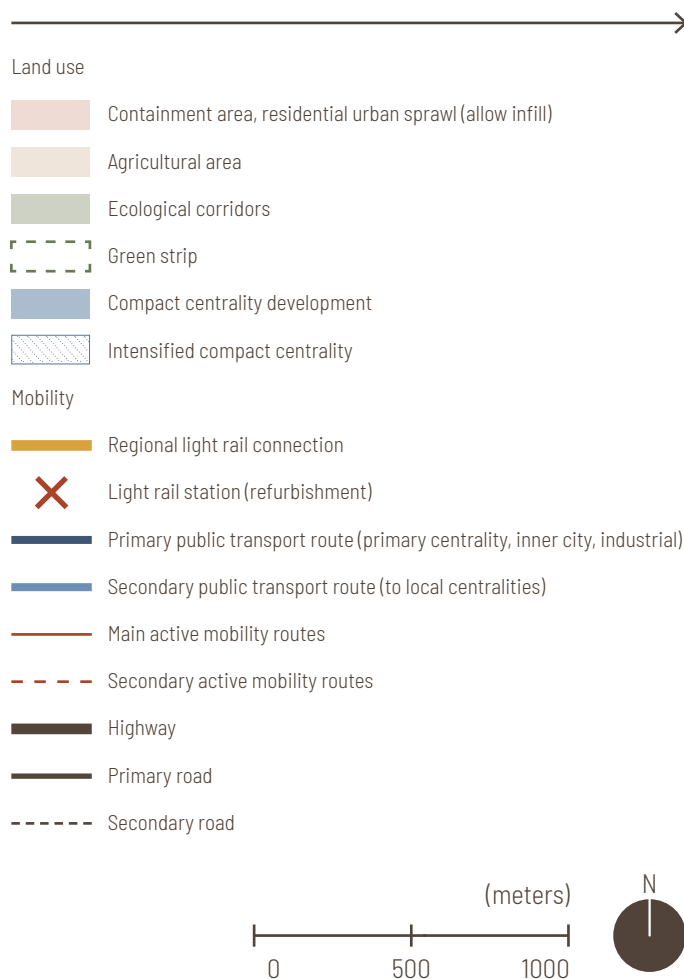 Land use
Containment area, residential urban sprawl (allow infill)
Agricultural area
Ecological corridors
Green strip
Compact centrality development
Intensified compact centrality
Mobility
Regional light rail connection
Light rail station (refurbishment)
Primary public transport route (primary centrality, inner city, industrial)
Secondary public transport route (to local centralities)
Main active mobility routes
Secondary active mobility routes
Highway
Primary road
Secondary road
(meters)
N
0 500 1000